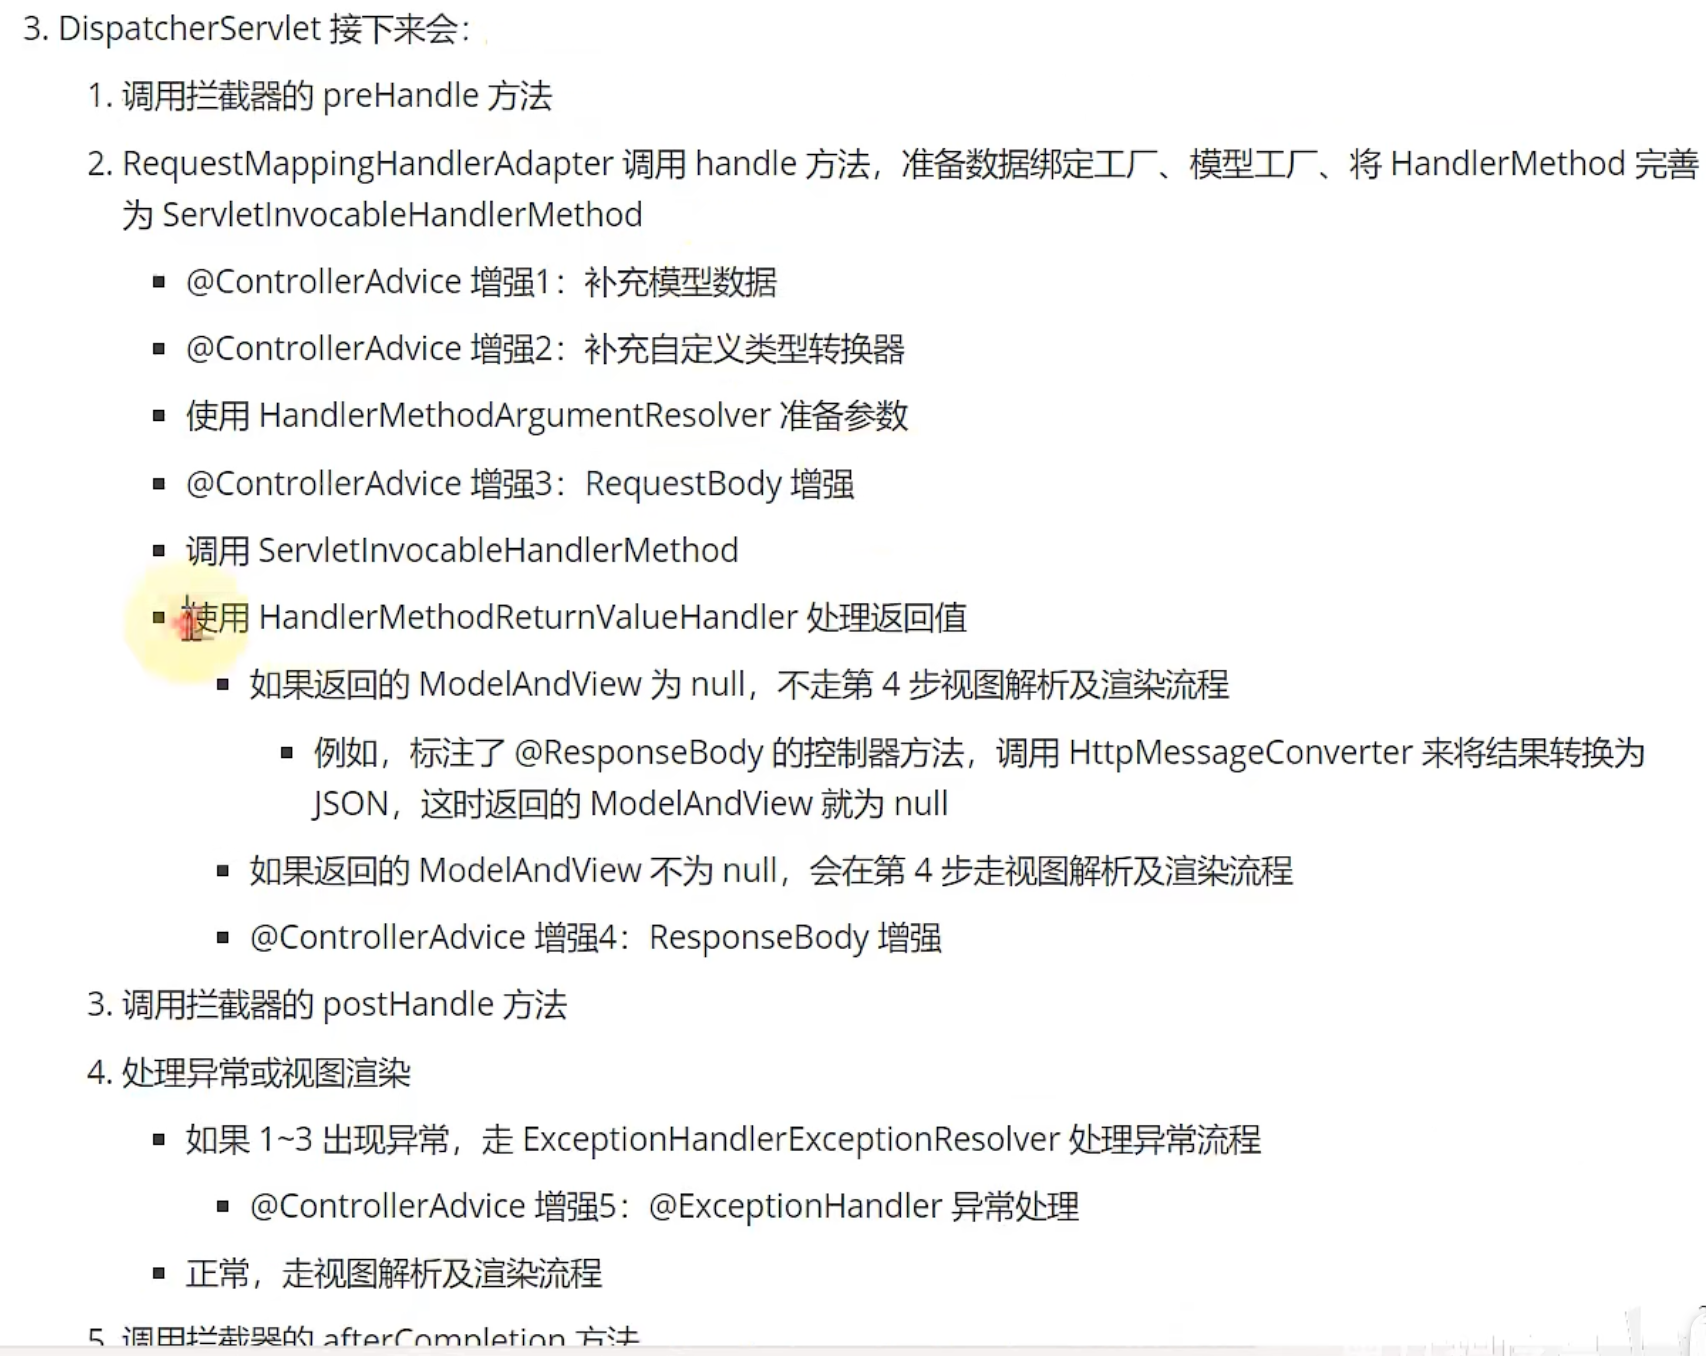 3. DispatcherServlet 接下来会：
1. 调用拦截器的 preHandle 方法
2. RequestMappingHandlerAdapter 调用 handle 方法，准备数据绑定工厂、模型工厂、将 HandlerMethod 完善
为 ServletInvocableHandlerMethod
▪ @ControllerAdvice 增强1：补充模型数据
▪ @ControllerAdvice 增强2：补充自定义类型转换器
▪ 使用 HandlerMethodArgumentResolver 准备参数
▪ @ControllerAdvice 增强3：RequestBody 增强
▪ 调用 ServletInvocableHandlerMethod
▪ 使用 HandlerMethodReturnValueHandler 处理返回值
▪ 如果返回的 ModelAndView 为 null，不走第 4 步视图解析及渲染流程
▪ 例如，标注了 @ResponseBody 的控制器方法，调用 HttpMessageConverter 来将结果转换为
JSON，这时返回的 ModelAndView 就为 null
▪ 如果返回的 ModelAndView 不为 null，会在第 4 步走视图解析及渲染流程
▪ @ControllerAdvice 增强4：ResponseBody 增强
3. 调用拦截器的 postHandle 方法
4. 处理异常或视图渲染
▪ 如果 1~3 出现异常，走 ExceptionHandlerExceptionResolver 处理异常流程
▪ @ControllerAdvice 增强5：@ExceptionHandler 异常处理
▪ 正常，走视图解析及渲染流程
5. 调用拦截器的 afterCompletion 方法